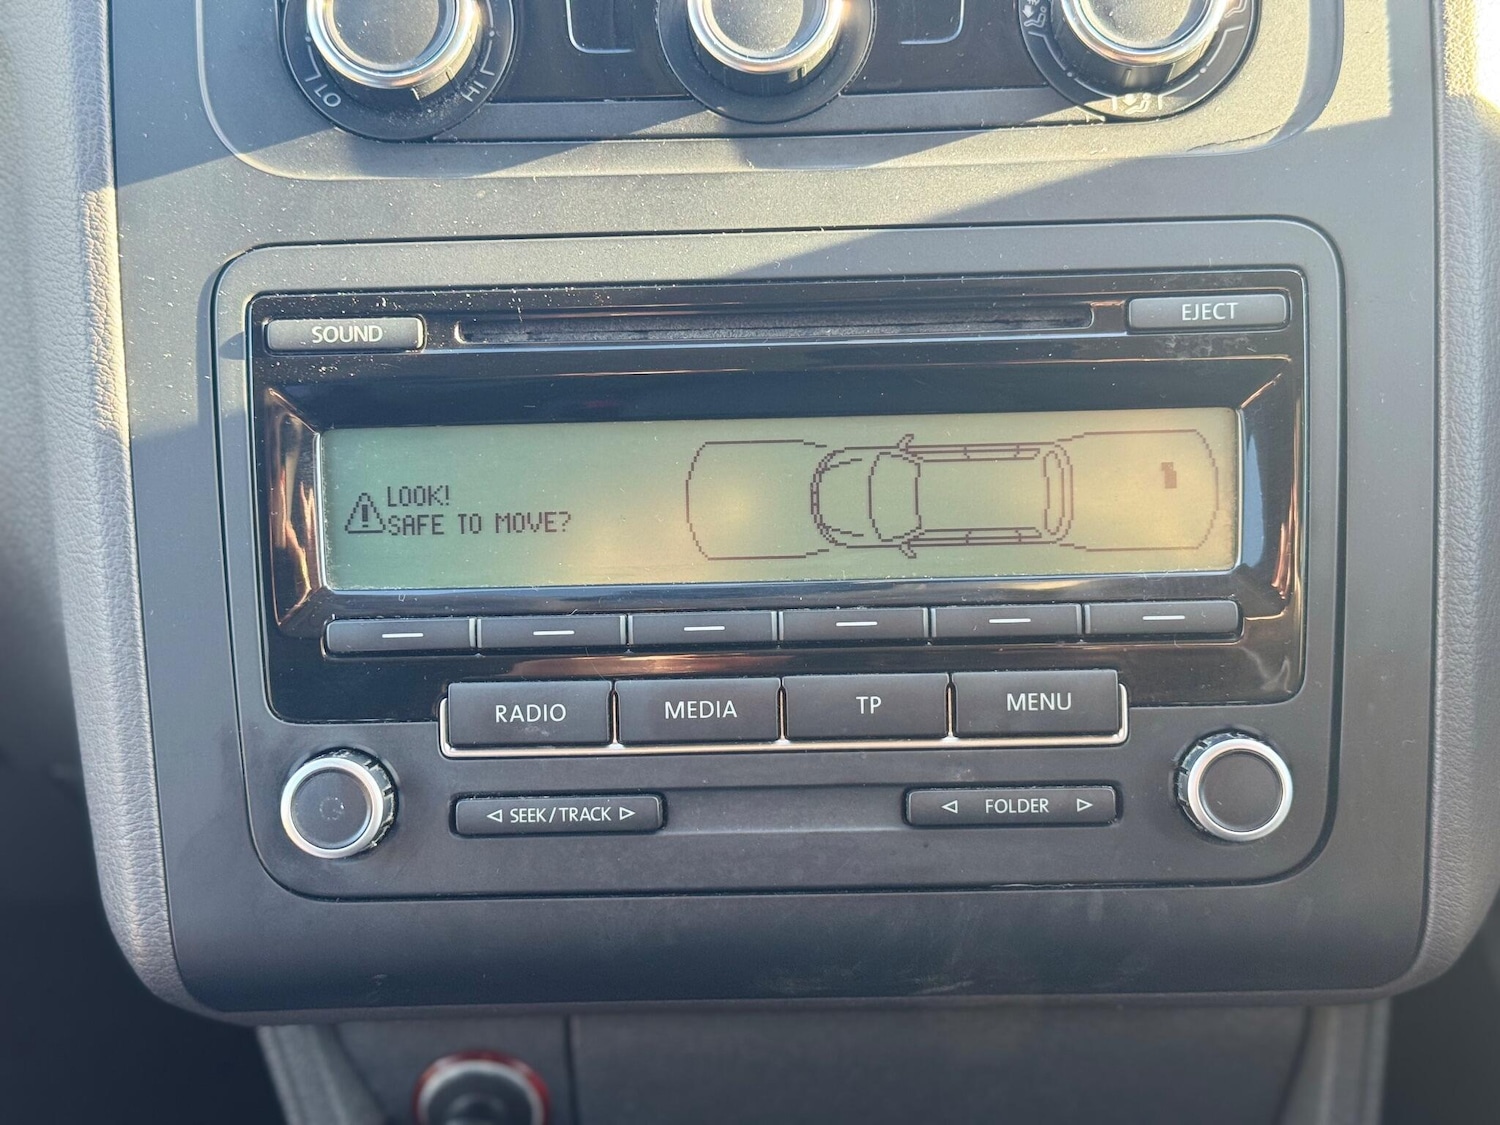 LO
HI
SOUND
EJECT
LOOK!
SAFE TO MOVE?
RADIO
MEDIA
TP
MENU
SEEK/TRACK
FOLDER